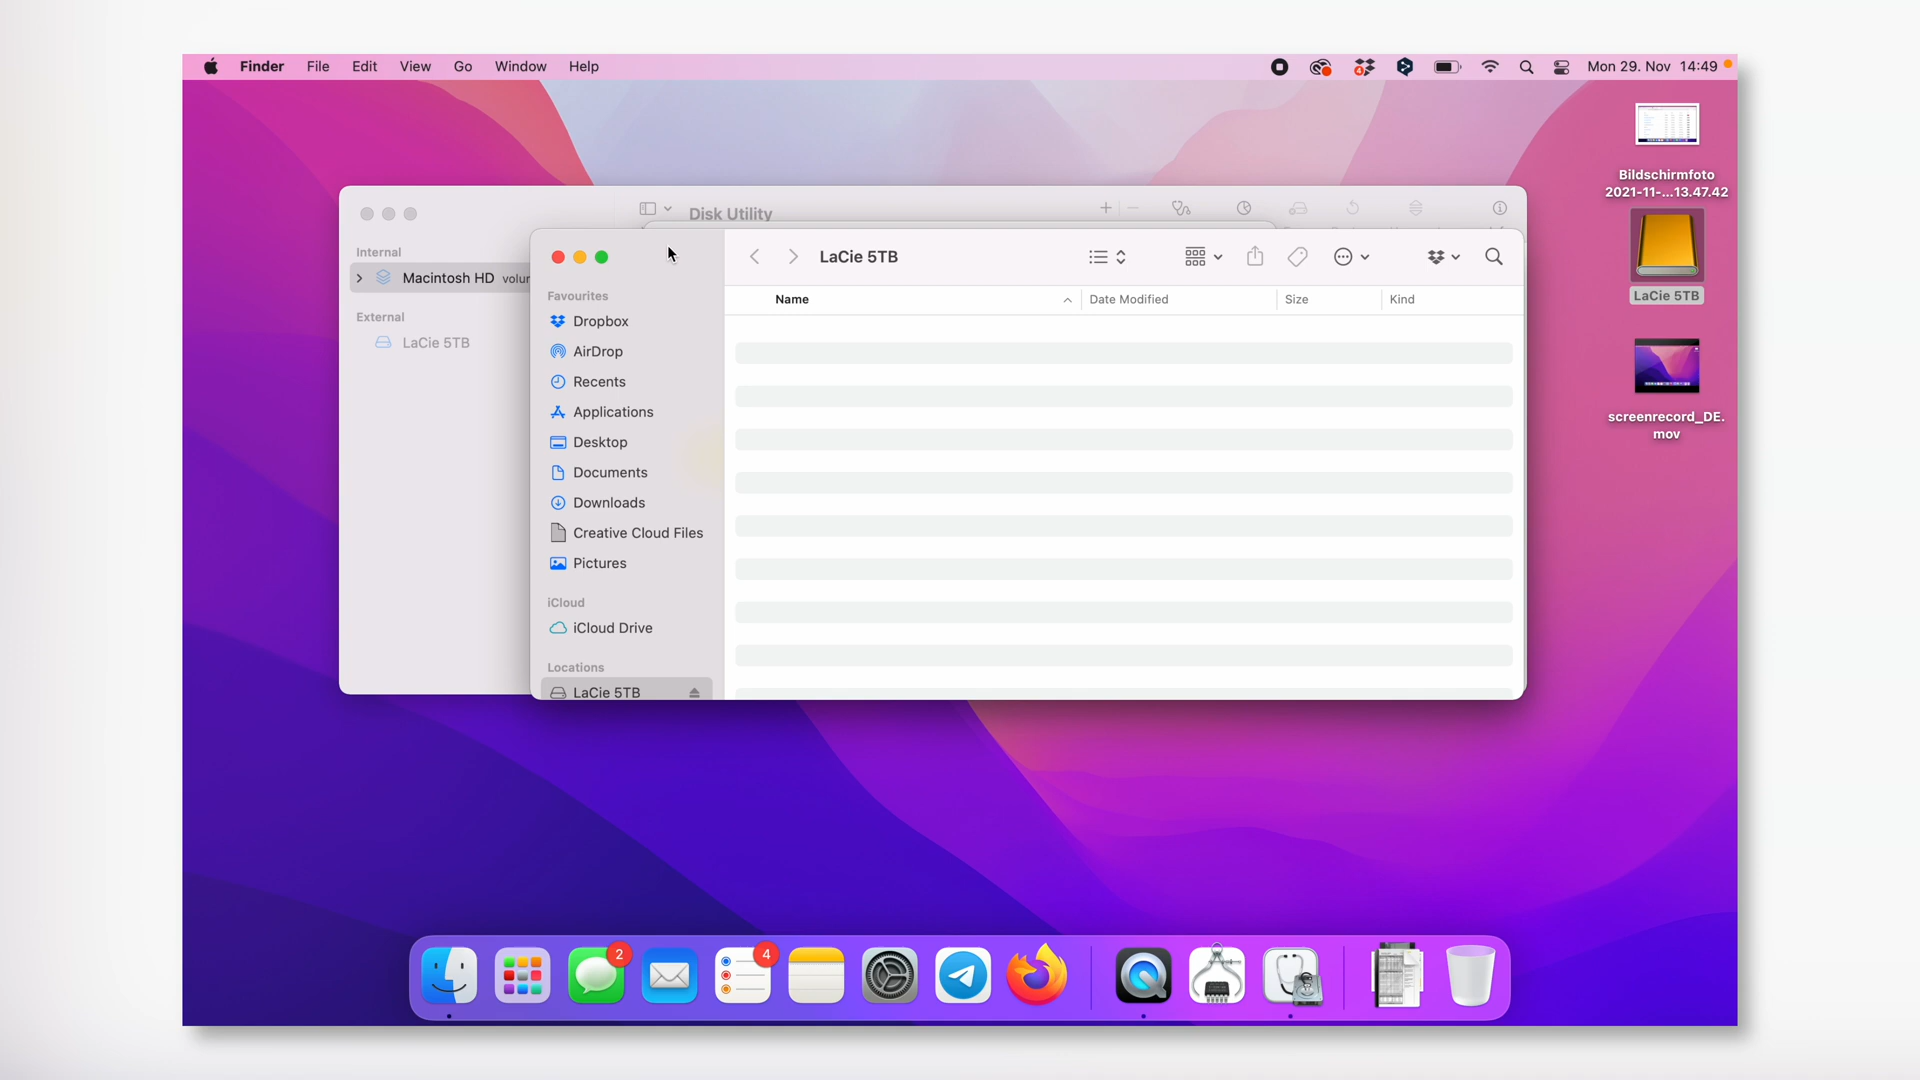 Finder File Edit View Go Window Help
4
Mon 29. Nov 14:49
Bildschirmfoto
2021-11-...13.47.42
LaCie 5TB
screenrecord_DE.
mov
Disk Utility
Internal
Macintosh HD
External
LaCie 5TB
LaCie 5TB
Favourites
Dropbox
AirDrop
Recents
Applications
Desktop
Documents
Downloads
Creative Cloud Files
Pictures
iCloud
iCloud Drive
Locations
LaCie 5TB
Name Date Modified Size Kind
2
4